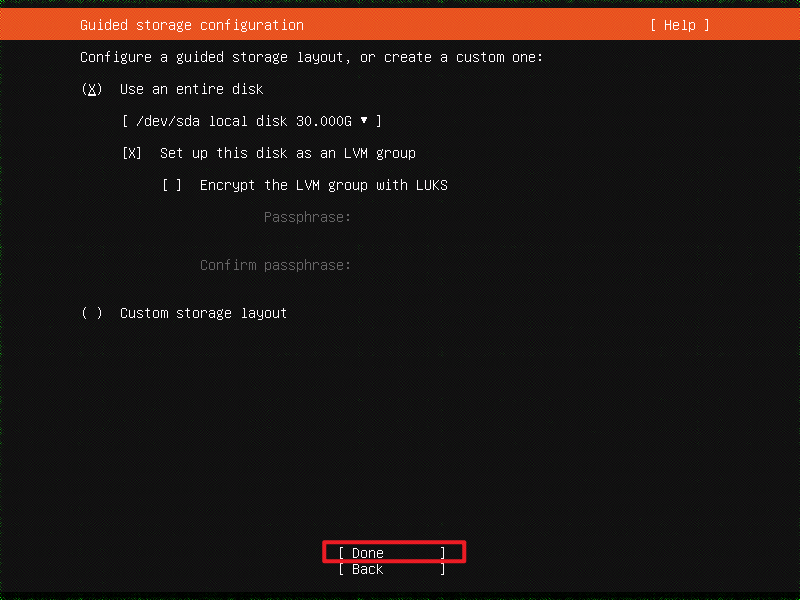 Guided storage configuration [ Help ]
Configure a guided storage layout, or create a custom one:
(X) Use an entire disk
[ /dev/sda local disk 30.000G ▾ ]
[X] Set up this disk as an LVM group
[ ] Encrypt the LVM group with LUKS
Passphrase:
Confirm passphrase:
( ) Custom storage layout
[ Done ]
[ Back ]